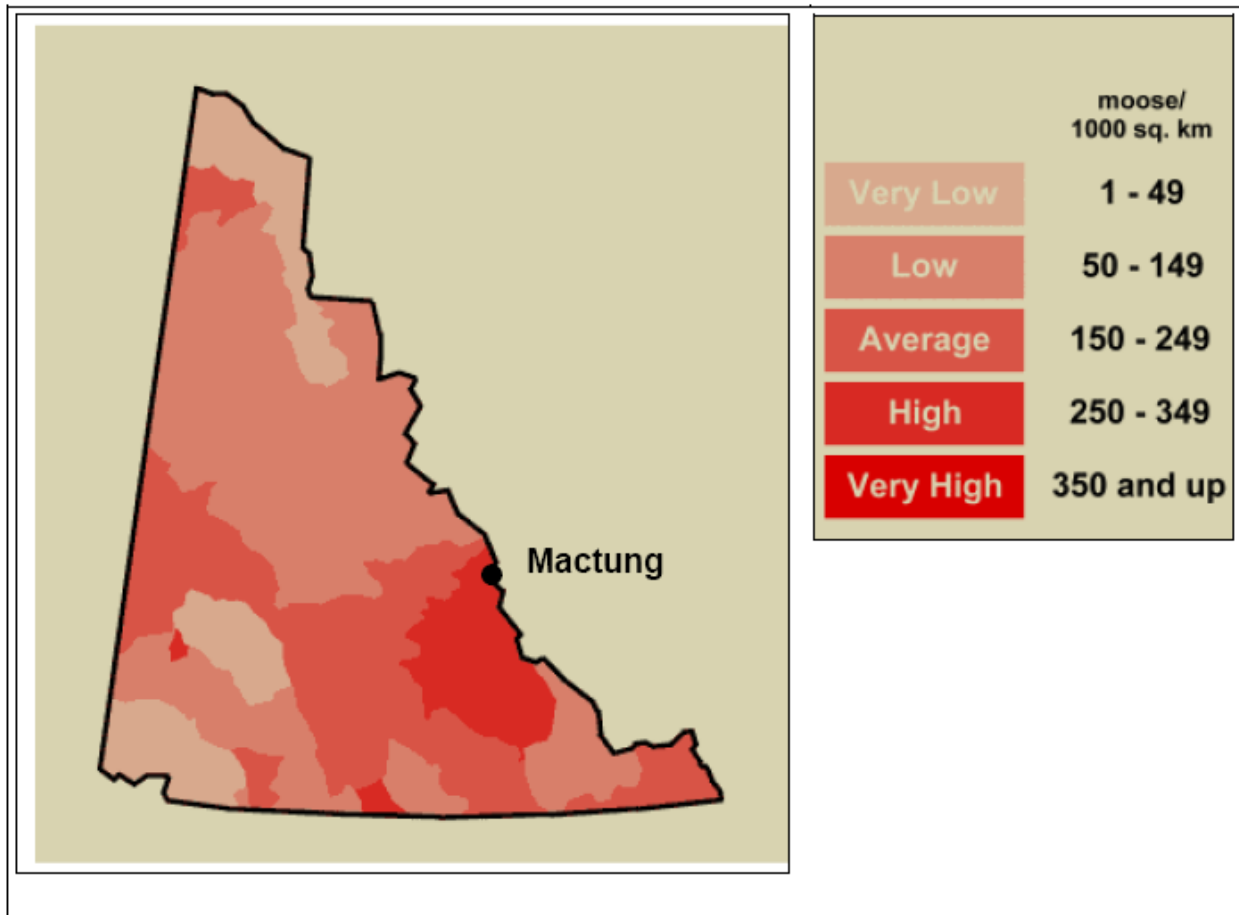 Mactung
moose/
1000 sq. km
Very Low 1 - 49
Low 50 - 149
Average 150 - 249
High 250 - 349
Very High 350 and up